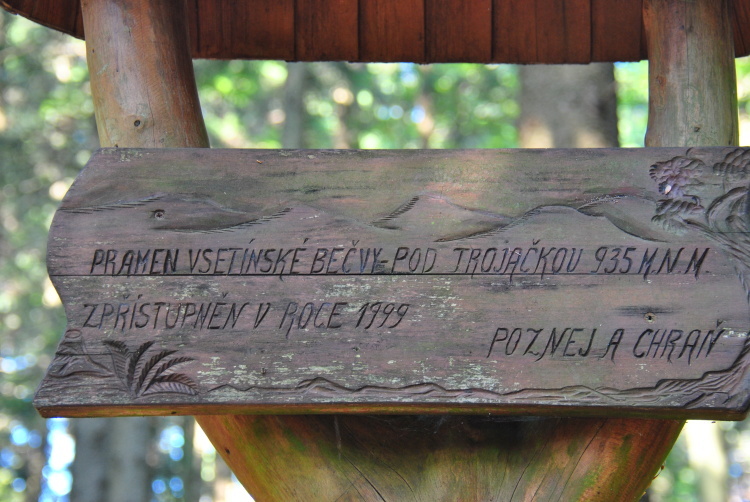 PRAMEN VSETÍNSKÉ BEČVY-POD TROJAČKOU 935 M.N.M.
ZPŘÍSTUPNĚN V ROCE 1999
POZNEJ A CHRAŇ